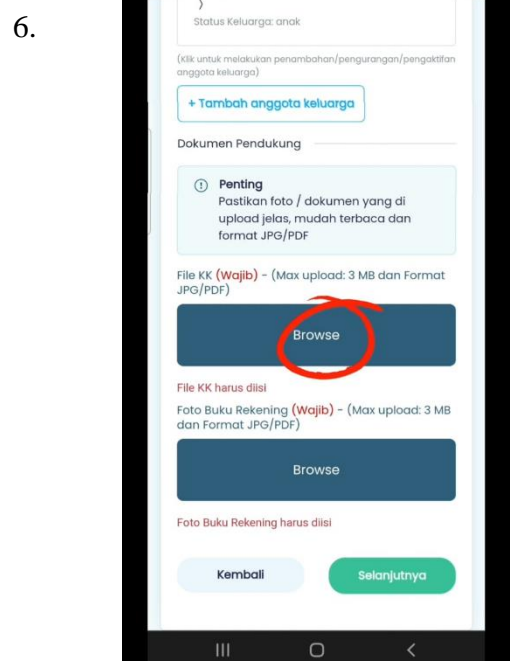 6.
Status Keluarga: anak
(Klik untuk melakukan penambahan/pengurangan/pengaktifan
anggota keluarga)
+ Tambah anggota keluarga
Dokumen Pendukung
Penting
Pastikan foto / dokumen yang di
upload jelas, mudah terbaca dan
format JPG/PDF
File KK (Wajib) - (Max upload: 3 MB dan Format
JPG/PDF)
Browse
File KK harus diisi
Foto Buku Rekening (Wajib) - (Max upload: 3 MB
dan Format JPG/PDF)
Browse
Foto Buku Rekening harus diisi
Kembali
Selanjutnya